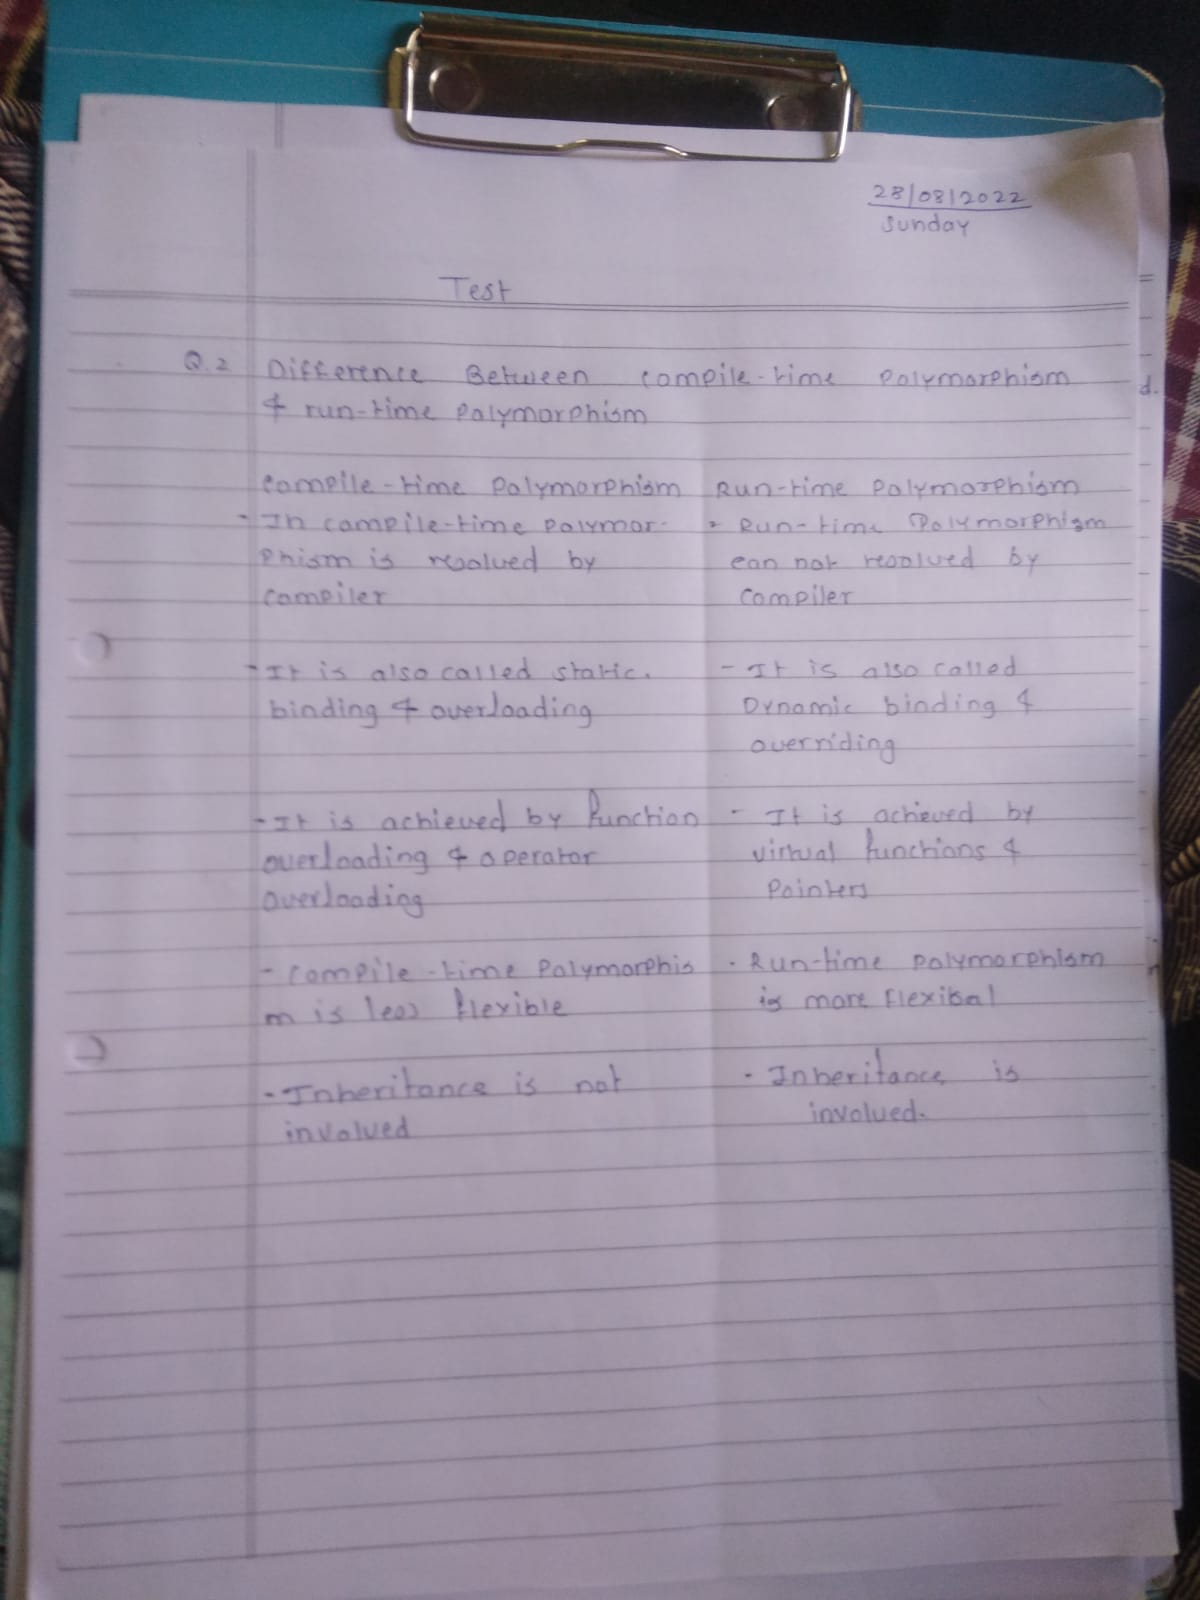 28/08/2022
Sunday
Test
Q.2 Difference Between compile-time polymorphism
& run-time polymorphism
compile-time Polymorphism
- In compile-time polymor-
phism is resolved by
compiler
- It is also called static.
binding & overloading
- It is achieved by function
overloading & operator
overloading
- compile-time Polymorphis
m is less flexible
- Inheritance is not
involved
Run-time Polymorphism
- Run-time Polymorphism
can not resolved by
compiler
- It is also called
Dynamic binding &
overriding
- It is achieved by
virtual functions &
Pointers
- Run-time polymorphism
is more flexibal
- Inheritance is
involved.
d.